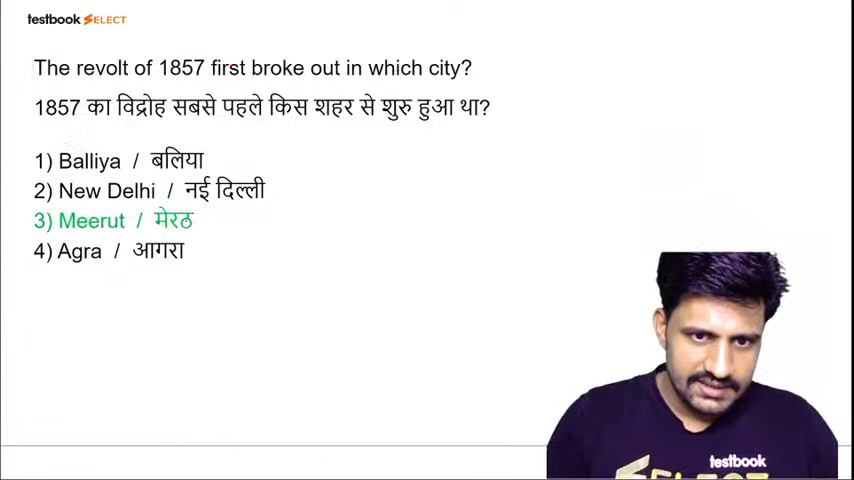 testbook SELECT
The revolt of 1857 first broke out in which city?
1857 का विद्रोह सबसे पहले किस शहर से शुरु हुआ था?
1) Balliya / बलिया
2) New Delhi / नई दिल्ली
3) Meerut / मेरठ
4) Agra / आगरा
testbook
SELECT